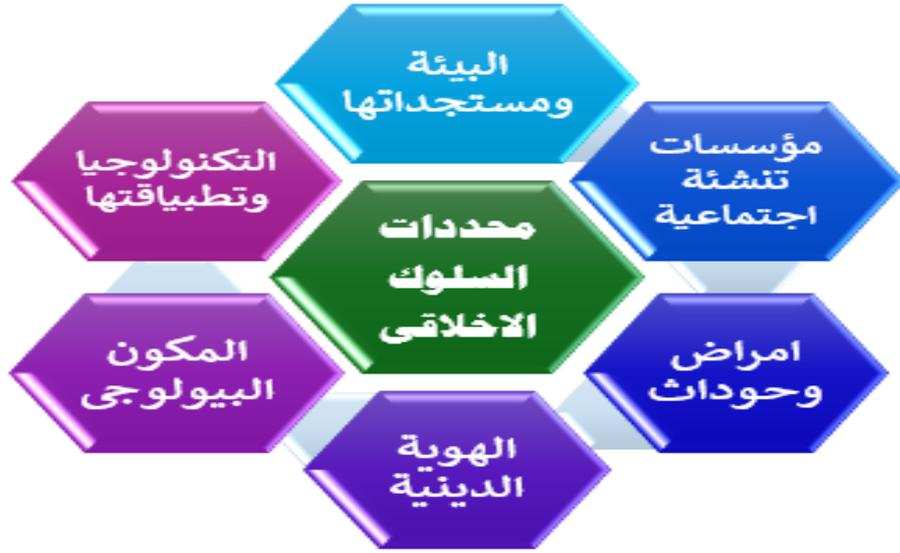 البيئة
ومستجداتها
مؤسسات
تنشئة
اجتماعية
التكنولوجيا
وتطبياقتها
محددات
السلوك
الاخلاقى
امراض
وحوداث
المكون
البيولوجى
الهوية
الدينية